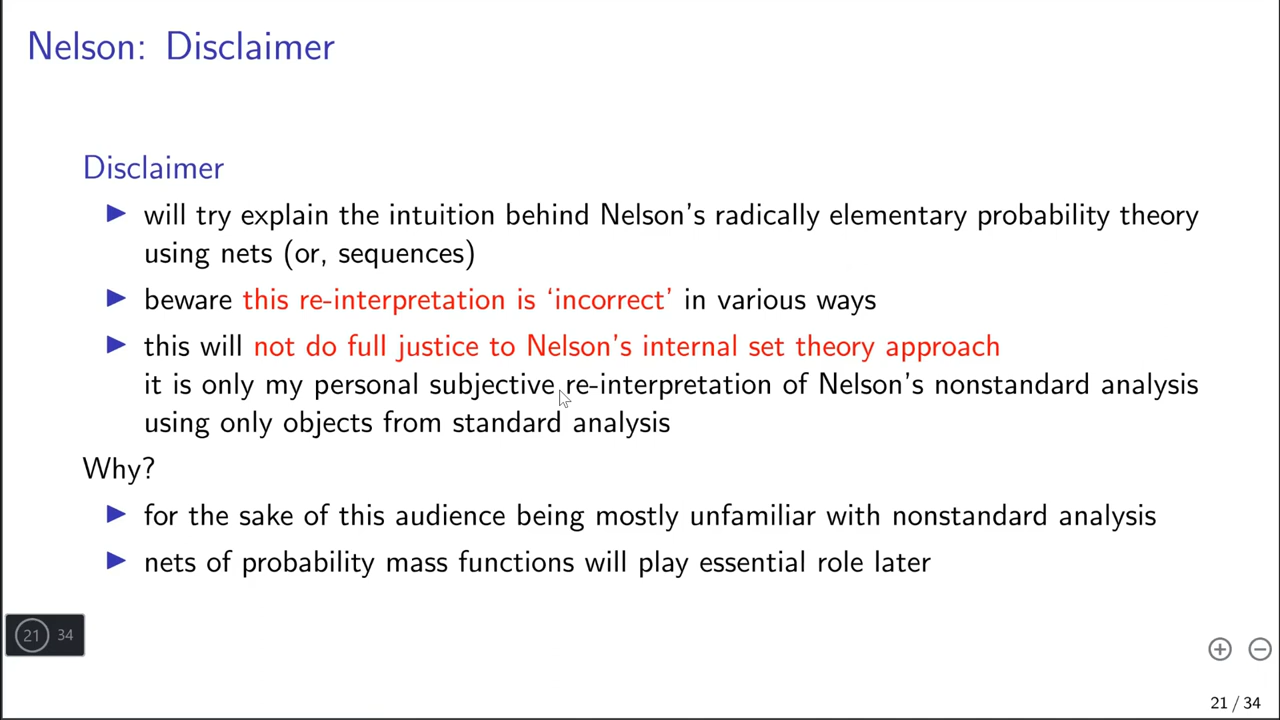 Nelson: Disclaimer
Disclaimer
▶ will try explain the intuition behind Nelson's radically elementary probability theory
using nets (or, sequences)
▶ beware this re-interpretation is ‘incorrect’ in various ways
▶ this will not do full justice to Nelson's internal set theory approach
it is only my personal subjective re-interpretation of Nelson's nonstandard analysis
using only objects from standard analysis
Why?
▶ for the sake of this audience being mostly unfamiliar with nonstandard analysis
▶ nets of probability mass functions will play essential role later
21 34
21 / 34